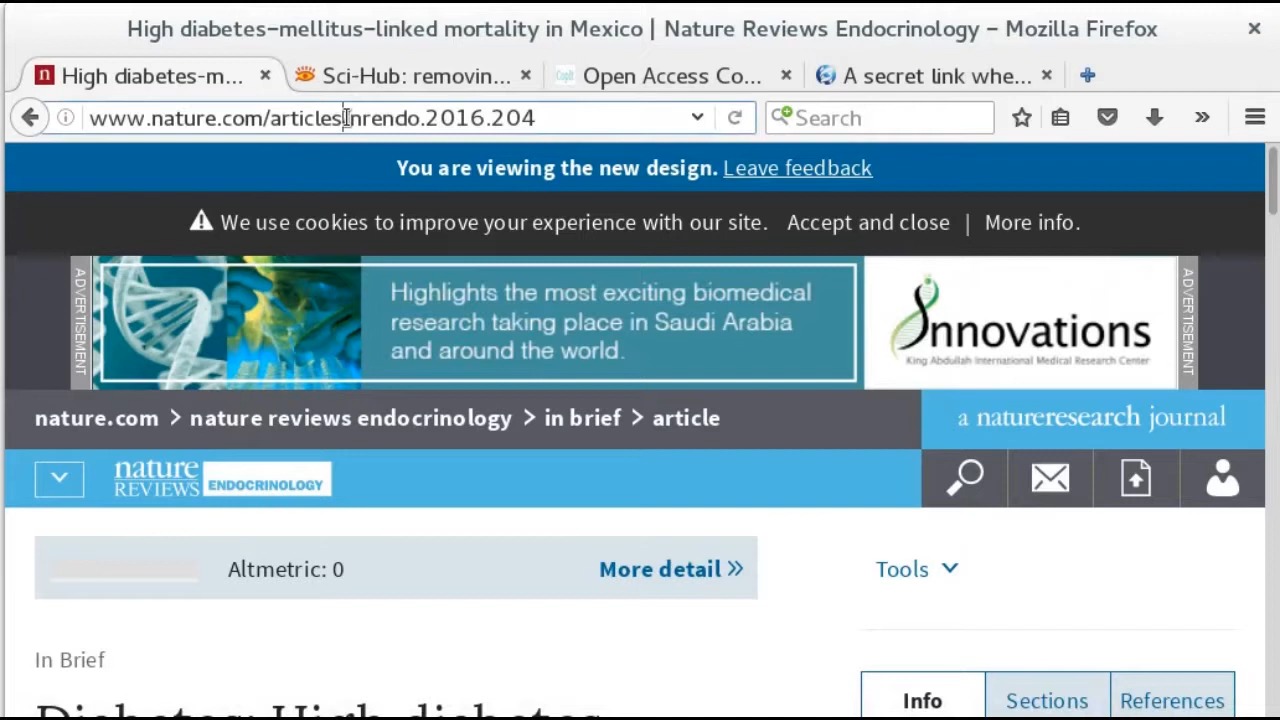 High diabetes-mellitus-linked mortality in Mexico | Nature Reviews Endocrinology - Mozilla Firefox
High diabetes-m... Sci-Hub: removin... Open Access Co... A secret link whe...
www.nature.com/articles/nrendo.2016.204 Search
You are viewing the new design. Leave feedback
We use cookies to improve your experience with our site. Accept and close | More info.
ADVERTISEMENT
Highlights the most exciting biomedical
research taking place in Saudi Arabia
and around the world.
Innovations
King Abdullah International Medical Research Center
ADVERTISEMENT
nature.com > nature reviews endocrinology > in brief > article
a natureresearch journal
nature
REVIEWS ENDOCRINOLOGY
Altmetric: 0 More detail »
Tools
In Brief
Diabetes: High diabetes
Info Sections References